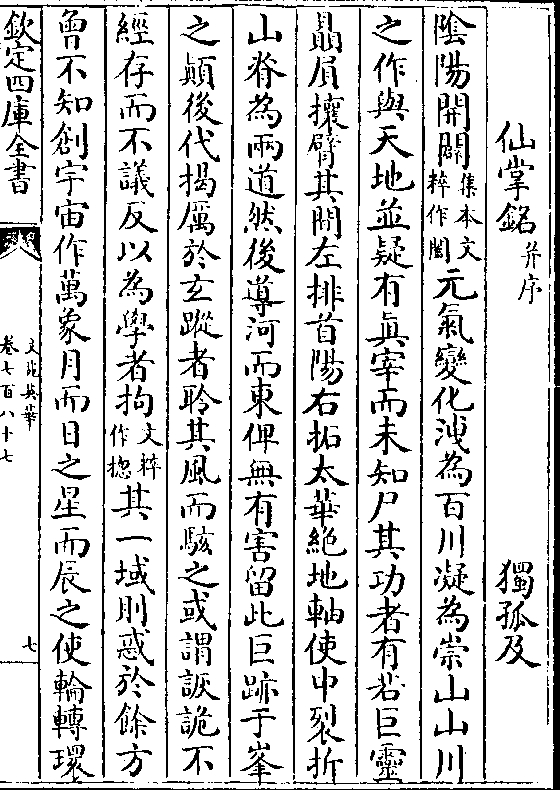 仙掌銘并序　獨孤及
陰陽開闔集本文粹作闔元氣變化洩為百川凝為崇山山川
之作與天地並疑有真宰而未知尸其功者有若巨靈
贔屓攘臂其間左排首陽右拓太華絶地軸使中裂折
山脊為兩道然後導河而東俾無有害留此巨跡于峯
之顛後代揭厲於玄蹤者聆其風而駭之或謂詼詭不
經存而不議反以為學者拘文粹作惚其一域則惑於餘方
曾不知創宇宙作萬象月而日之星而辰之使輪轉環
欽定四庫全書
文苑英華
卷七百八十七
七